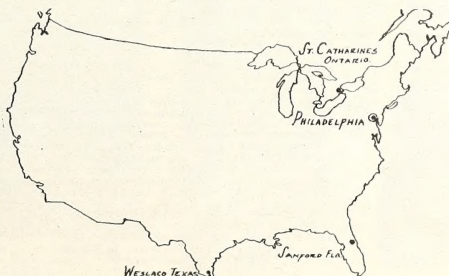 ST. CATHARINES
ONTARIO.
PHILADELPHIA
SANFORD FLA.
WESLACO TEXAS